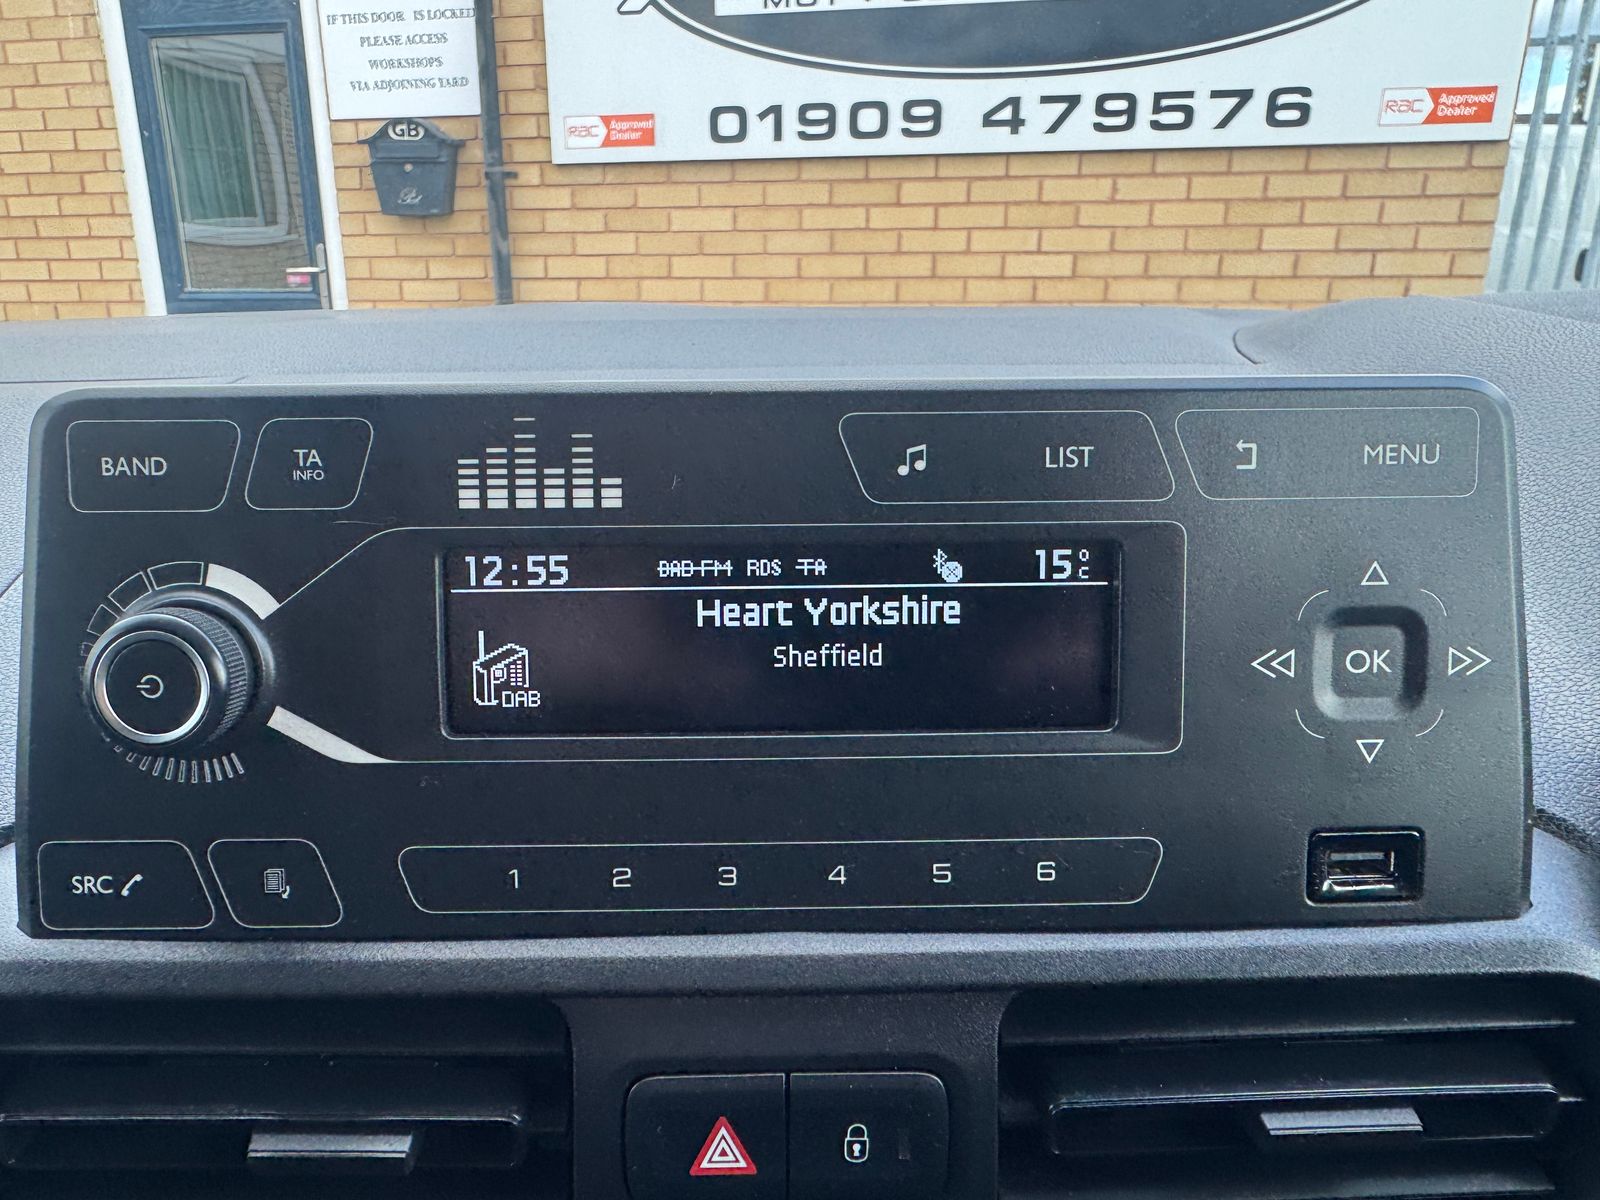 IF THIS DOOR IS LOCKED
PLEASE ACCESS
WORKSHOPS
VIA ADJOINING YARD
GB
Post
01909 479576
RAC Approved Dealer
RAC Approved Dealer
BAND
TA
INFO
LIST
MENU
12:55
DAB-FM RDS TA
15°C
Heart Yorkshire
Sheffield
DAB
OK
SRC
1 2 3 4 5 6